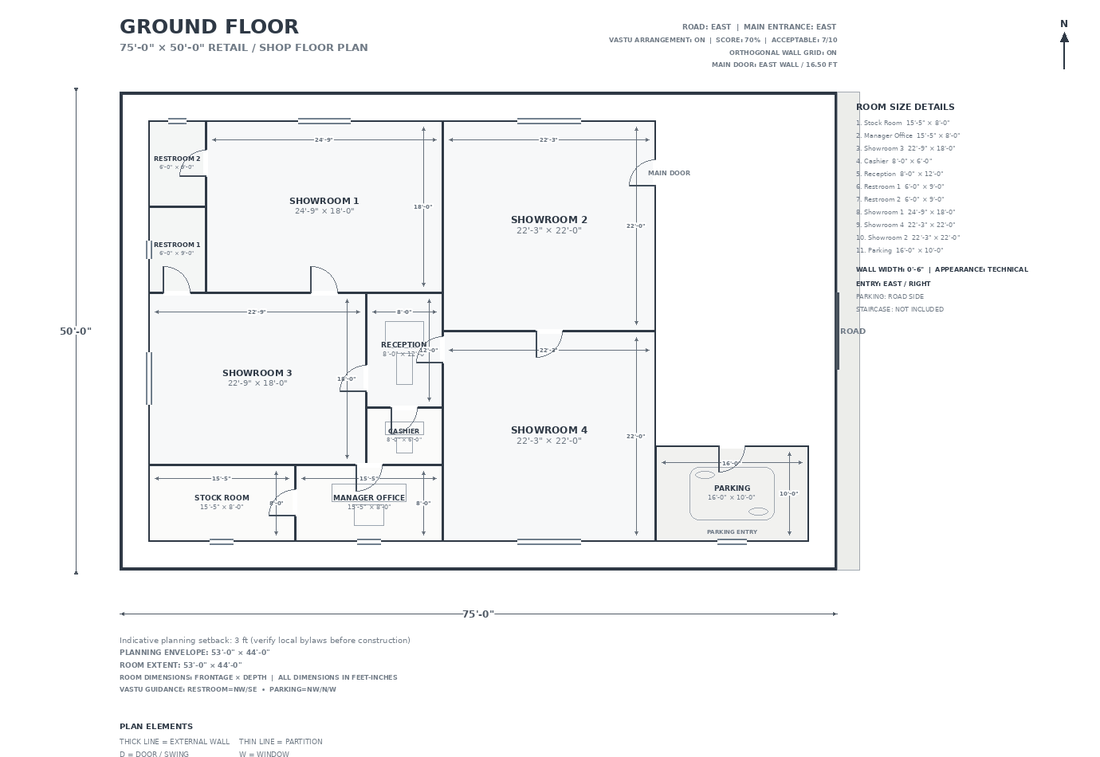 GROUND FLOOR
75'-0" × 50'-0" RETAIL / SHOP FLOOR PLAN
ROAD: EAST | MAIN ENTRANCE: EAST
VASTU ARRANGEMENT: ON | SCORE: 70% | ACCEPTABLE: 7/10
ORTHOGONAL WALL GRID: ON
MAIN DOOR: EAST WALL / 16.50 FT
N
ROOM SIZE DETAILS
1. Stock Room 15'-5" × 8'-0"
2. Manager Office 15'-5" × 8'-0"
3. Showroom 3 22'-9" × 18'-0"
4. Cashier 8'-0" × 6'-0"
5. Reception 8'-0" × 12'-0"
6. Restroom 1 6'-0" × 9'-0"
7. Restroom 2 6'-0" × 9'-0"
8. Showroom 1 24'-9" × 18'-0"
9. Showroom 4 22'-3" × 22'-0"
10. Showroom 2 22'-3" × 22'-0"
11. Parking 16'-0" × 10'-0"
WALL WIDTH: 0'-6" | APPEARANCE: TECHNICAL
ENTRY: EAST / RIGHT
PARKING: ROAD SIDE
STAIRCASE: NOT INCLUDED
ROAD
50'-0"
24'-9"
22'-3"
RESTROOM 2
6'-0" × 9'-0"
MAIN DOOR
SHOWROOM 1
24'-9" × 18'-0"
18'-0"
SHOWROOM 2
22'-3" × 22'-0"
22'-0"
RESTROOM 1
6'-0" × 9'-0"
22'-9"
8'-0"
RECEPTION
8'-0" × 12'-0"
12'-0"
22'-3"
SHOWROOM 3
22'-9" × 18'-0"
18'-0"
CASHIER
8'-0" × 6'-0"
SHOWROOM 4
22'-3" × 22'-0"
22'-0"
15'-5"
15'-5"
16'-0"
STOCK ROOM
15'-5" × 8'-0"
8'-0"
MANAGER OFFICE
15'-5" × 8'-0"
8'-0"
PARKING
16'-0" × 10'-0"
10'-0"
PARKING ENTRY
75'-0"
Indicative planning setback: 3 ft (verify local bylaws before construction)
PLANNING ENVELOPE: 53'-0" × 44'-0"
ROOM EXTENT: 53'-0" × 44'-0"
ROOM DIMENSIONS: FRONTAGE × DEPTH | ALL DIMENSIONS IN FEET-INCHES
VASTU GUIDANCE: RESTROOM=NW/SE • PARKING=NW/N/W
PLAN ELEMENTS
THICK LINE = EXTERNAL WALL THIN LINE = PARTITION
D = DOOR / SWING W = WINDOW